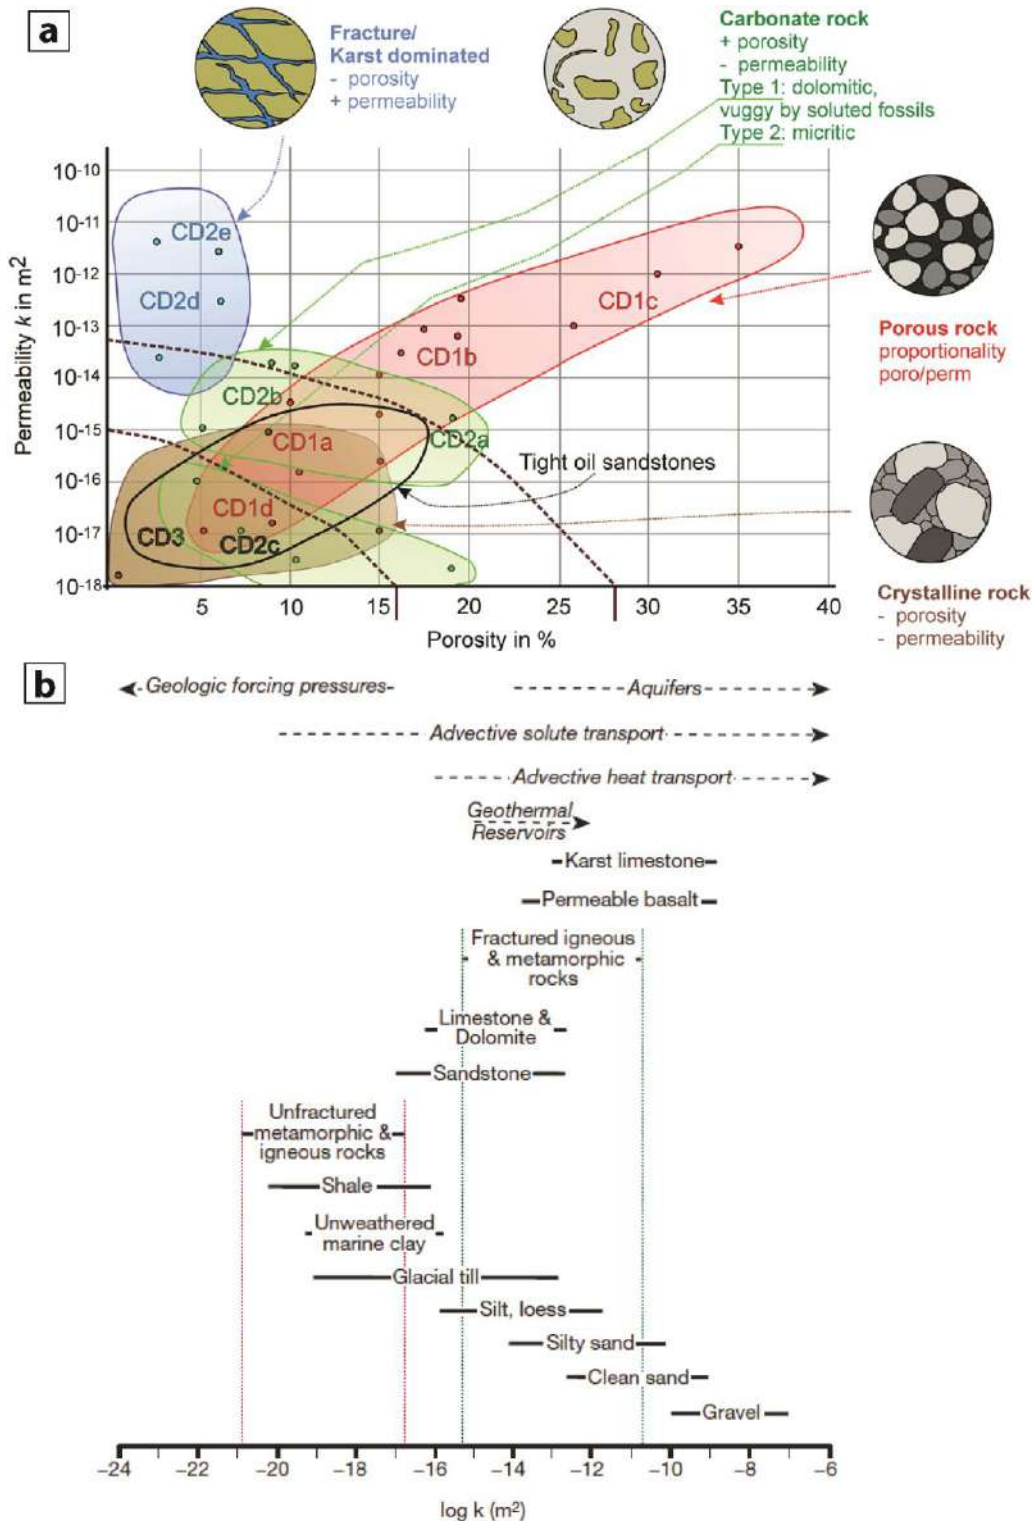 a
Fracture/
Karst dominated
- porosity
+ permeability
Carbonate rock
+ porosity
- permeability
Type 1: dolomitic,
vuggy by soluted fossils
Type 2: micritic
Permeability k in m2
10-10
10-11
10-12
10-13
10-14
10-15
10-16
10-17
10-18
CD2e
CD2d
CD1c
CD1b
CD2b
CD1a
CD2a
CD1d
CD3
CD2c
Tight oil sandstones
Porous rock
proportionality
poro/perm
Crystalline rock
- porosity
- permeability
5
10
15
20
25
30
35
40
Porosity in %
b
Geologic forcing pressures
Aquifers
Advective solute transport
Advective heat transport
Geothermal
Reservoirs
Karst limestone
Permeable basalt
Fractured igneous
& metamorphic
rocks
Limestone &
Dolomite
Sandstone
Unfractured
metamorphic &
igneous rocks
Shale
Unweathered
marine clay
Glacial till
Silt, loess
Silty sand
Clean sand
Gravel
−24
−22
−20
−18
−16
−14
−12
−10
−8
−6
log k (m2)